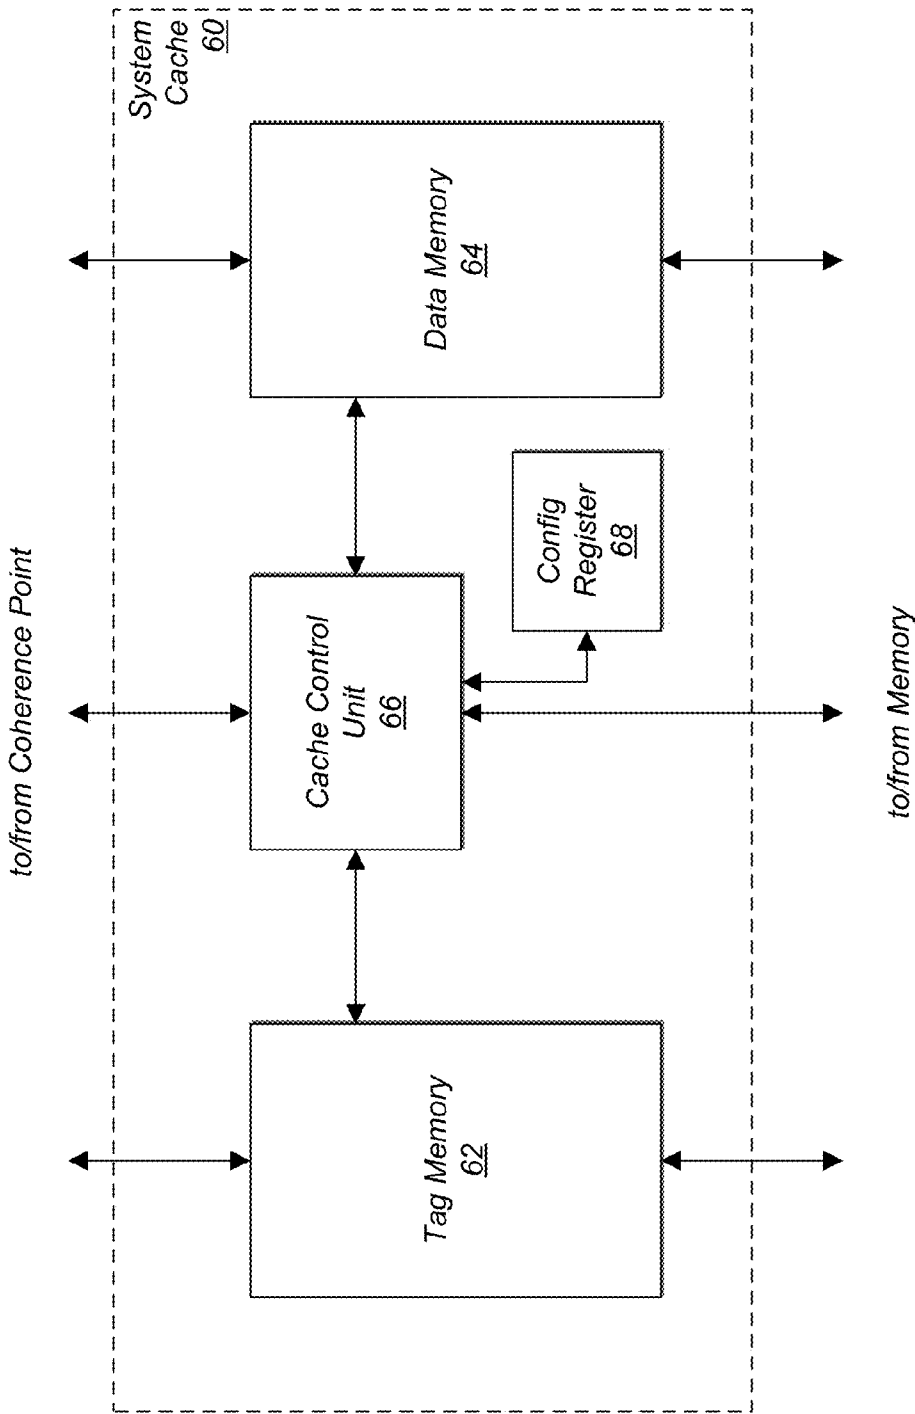 to/from Coherence Point
System
Cache
60
Tag Memory
62
Cache Control
Unit
66
Config
Register
68
Data Memory
64
to/from Memory